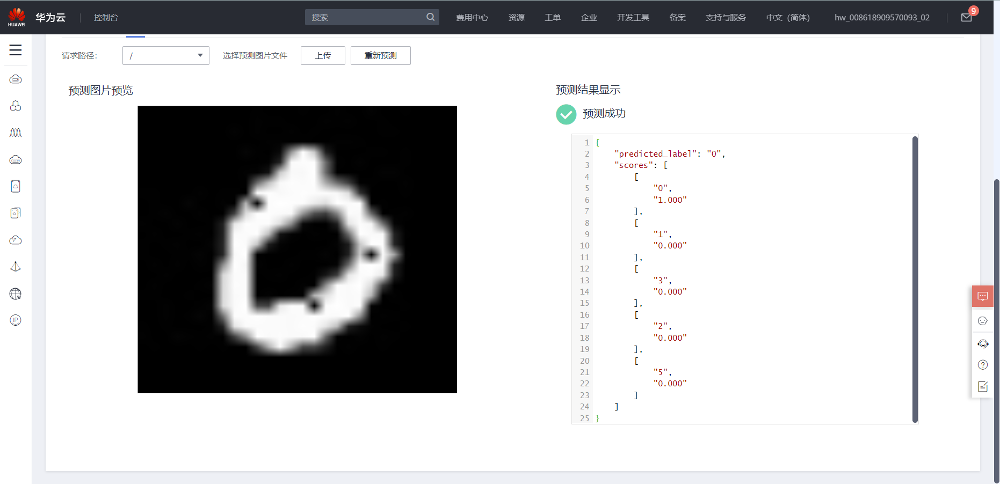 HUAWEI 华为云 控制台 搜索 费用中心 资源 工单 企业 开发工具 备案 支持与服务 中文（简体） hw_008618909570093_02 9
请求路径： / 选择预测图片文件 上传 重新预测
预测图片预览
预测结果显示
预测成功
1 {
2 "predicted_label": "0",
3 "scores": [
4 [
5 "0",
6 "1.000"
7 ],
8 [
9 "1",
10 "0.000"
11 ],
12 [
13 "3",
14 "0.000"
15 ],
16 [
17 "2",
18 "0.000"
19 ],
20 [
21 "5",
22 "0.000"
23 ]
24 ]
25 }
W
IP
0